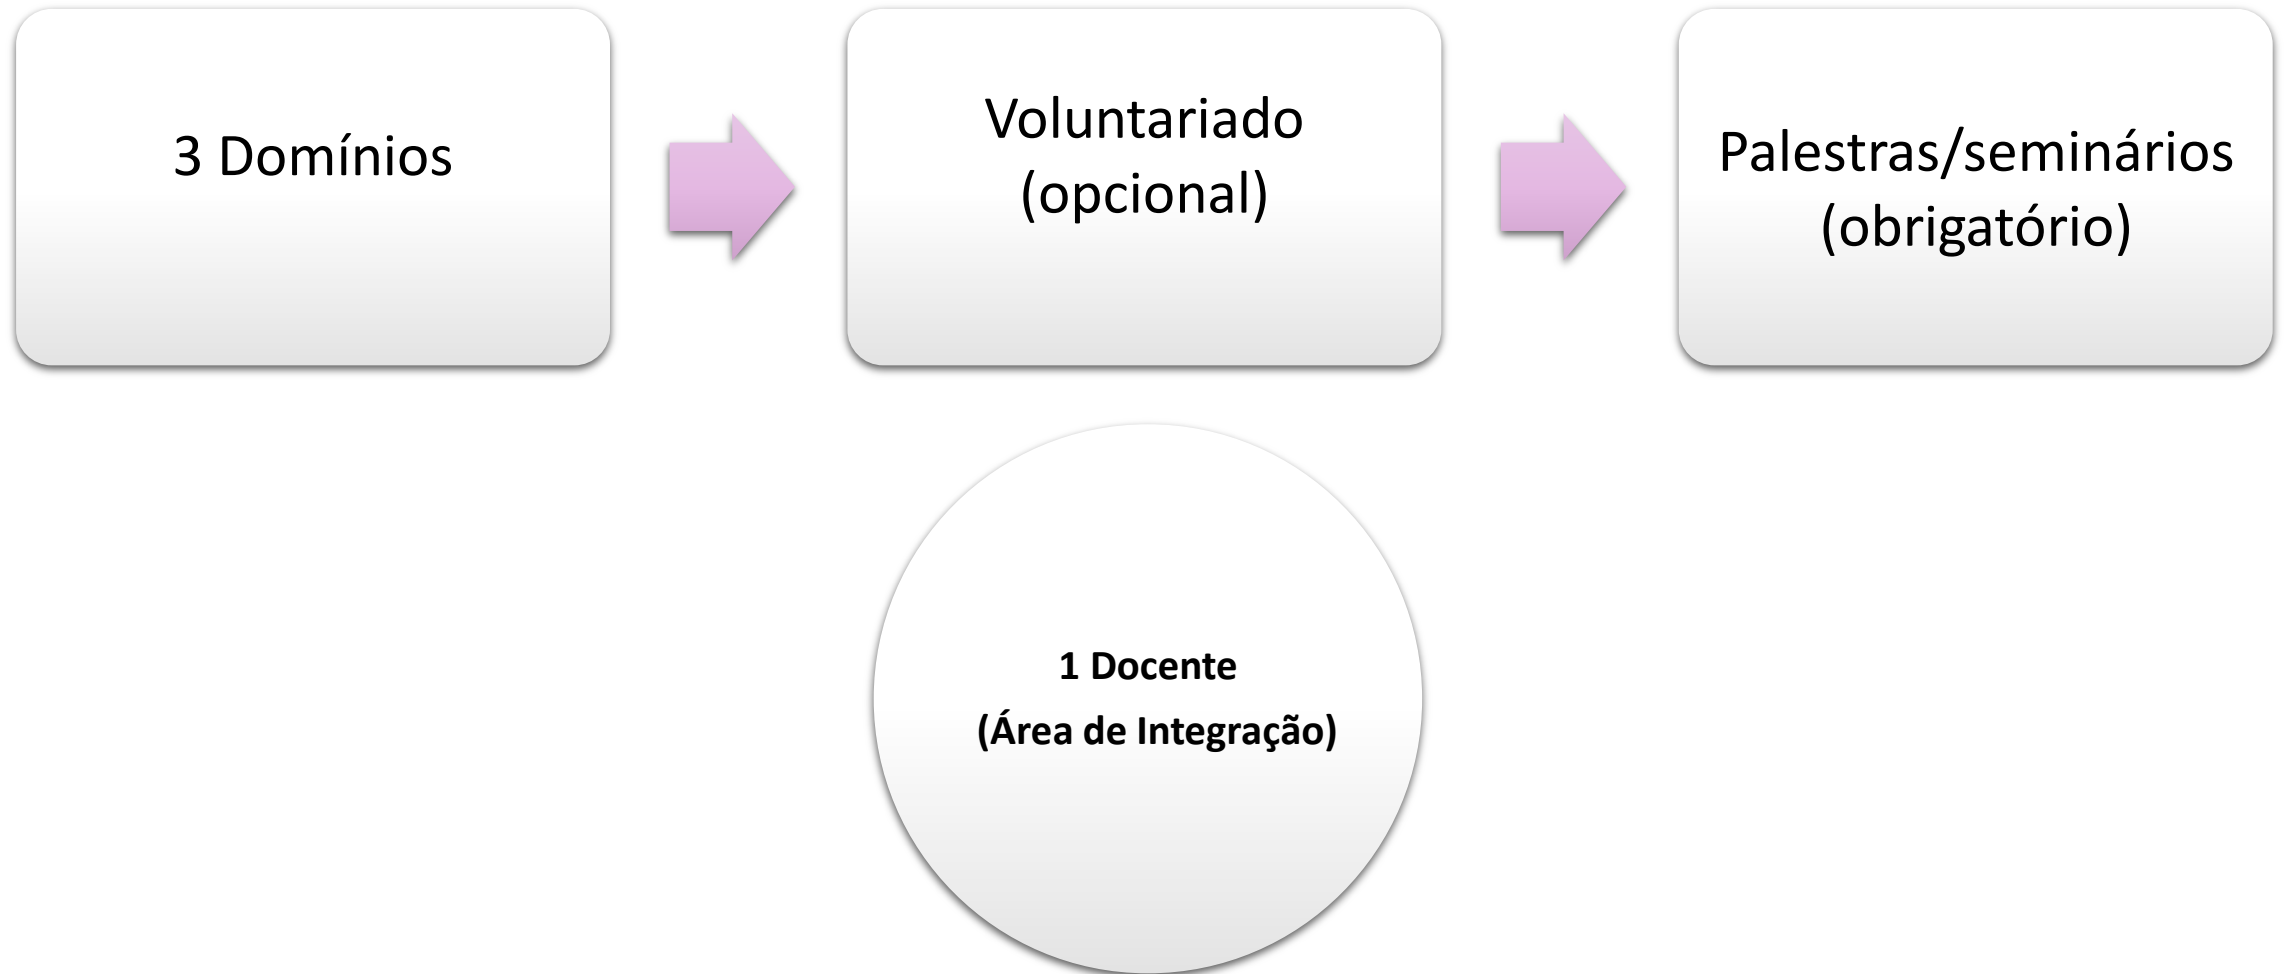 3 Domínios
Voluntariado
(opcional)
Palestras/seminários
(obrigatório)
1 Docente
(Área de Integração)